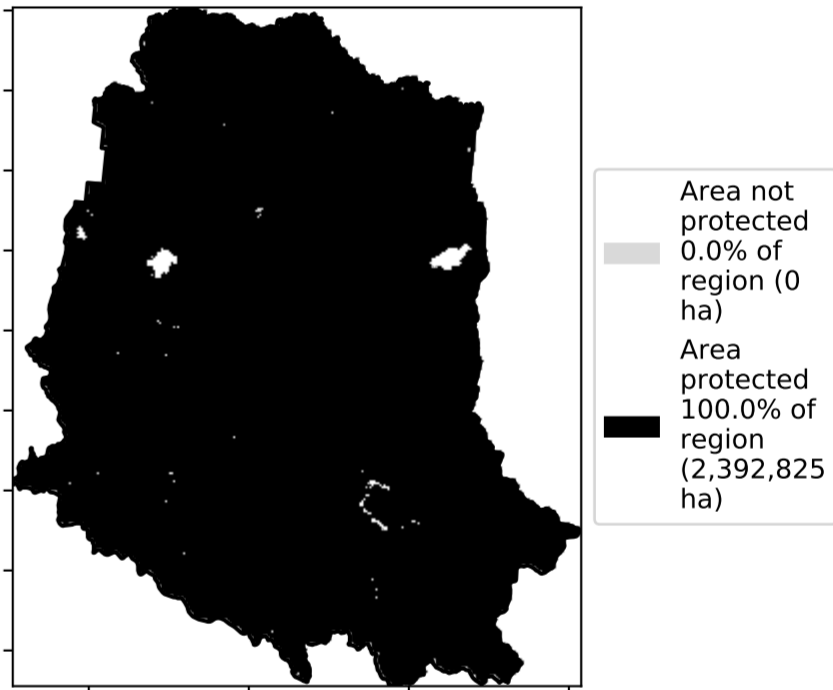 Area not
protected
0.0% of
region (0
ha)
Area
protected
100.0% of
region
(2,392,825
ha)